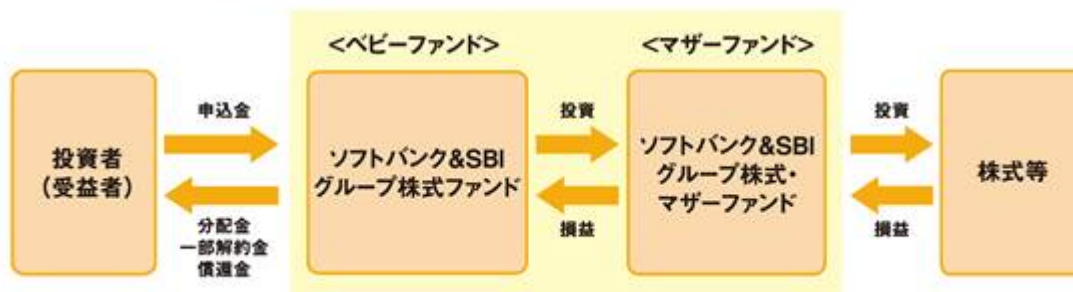 <ベビーファンド>
<マザーファンド>
投資者
(受益者)
申込金
分配金
一部解約金
償還金
ソフトバンク&SBI
グループ株式ファンド
投資
損益
ソフトバンク&SBI
グループ株式・
マザーファンド
投資
損益
株式等